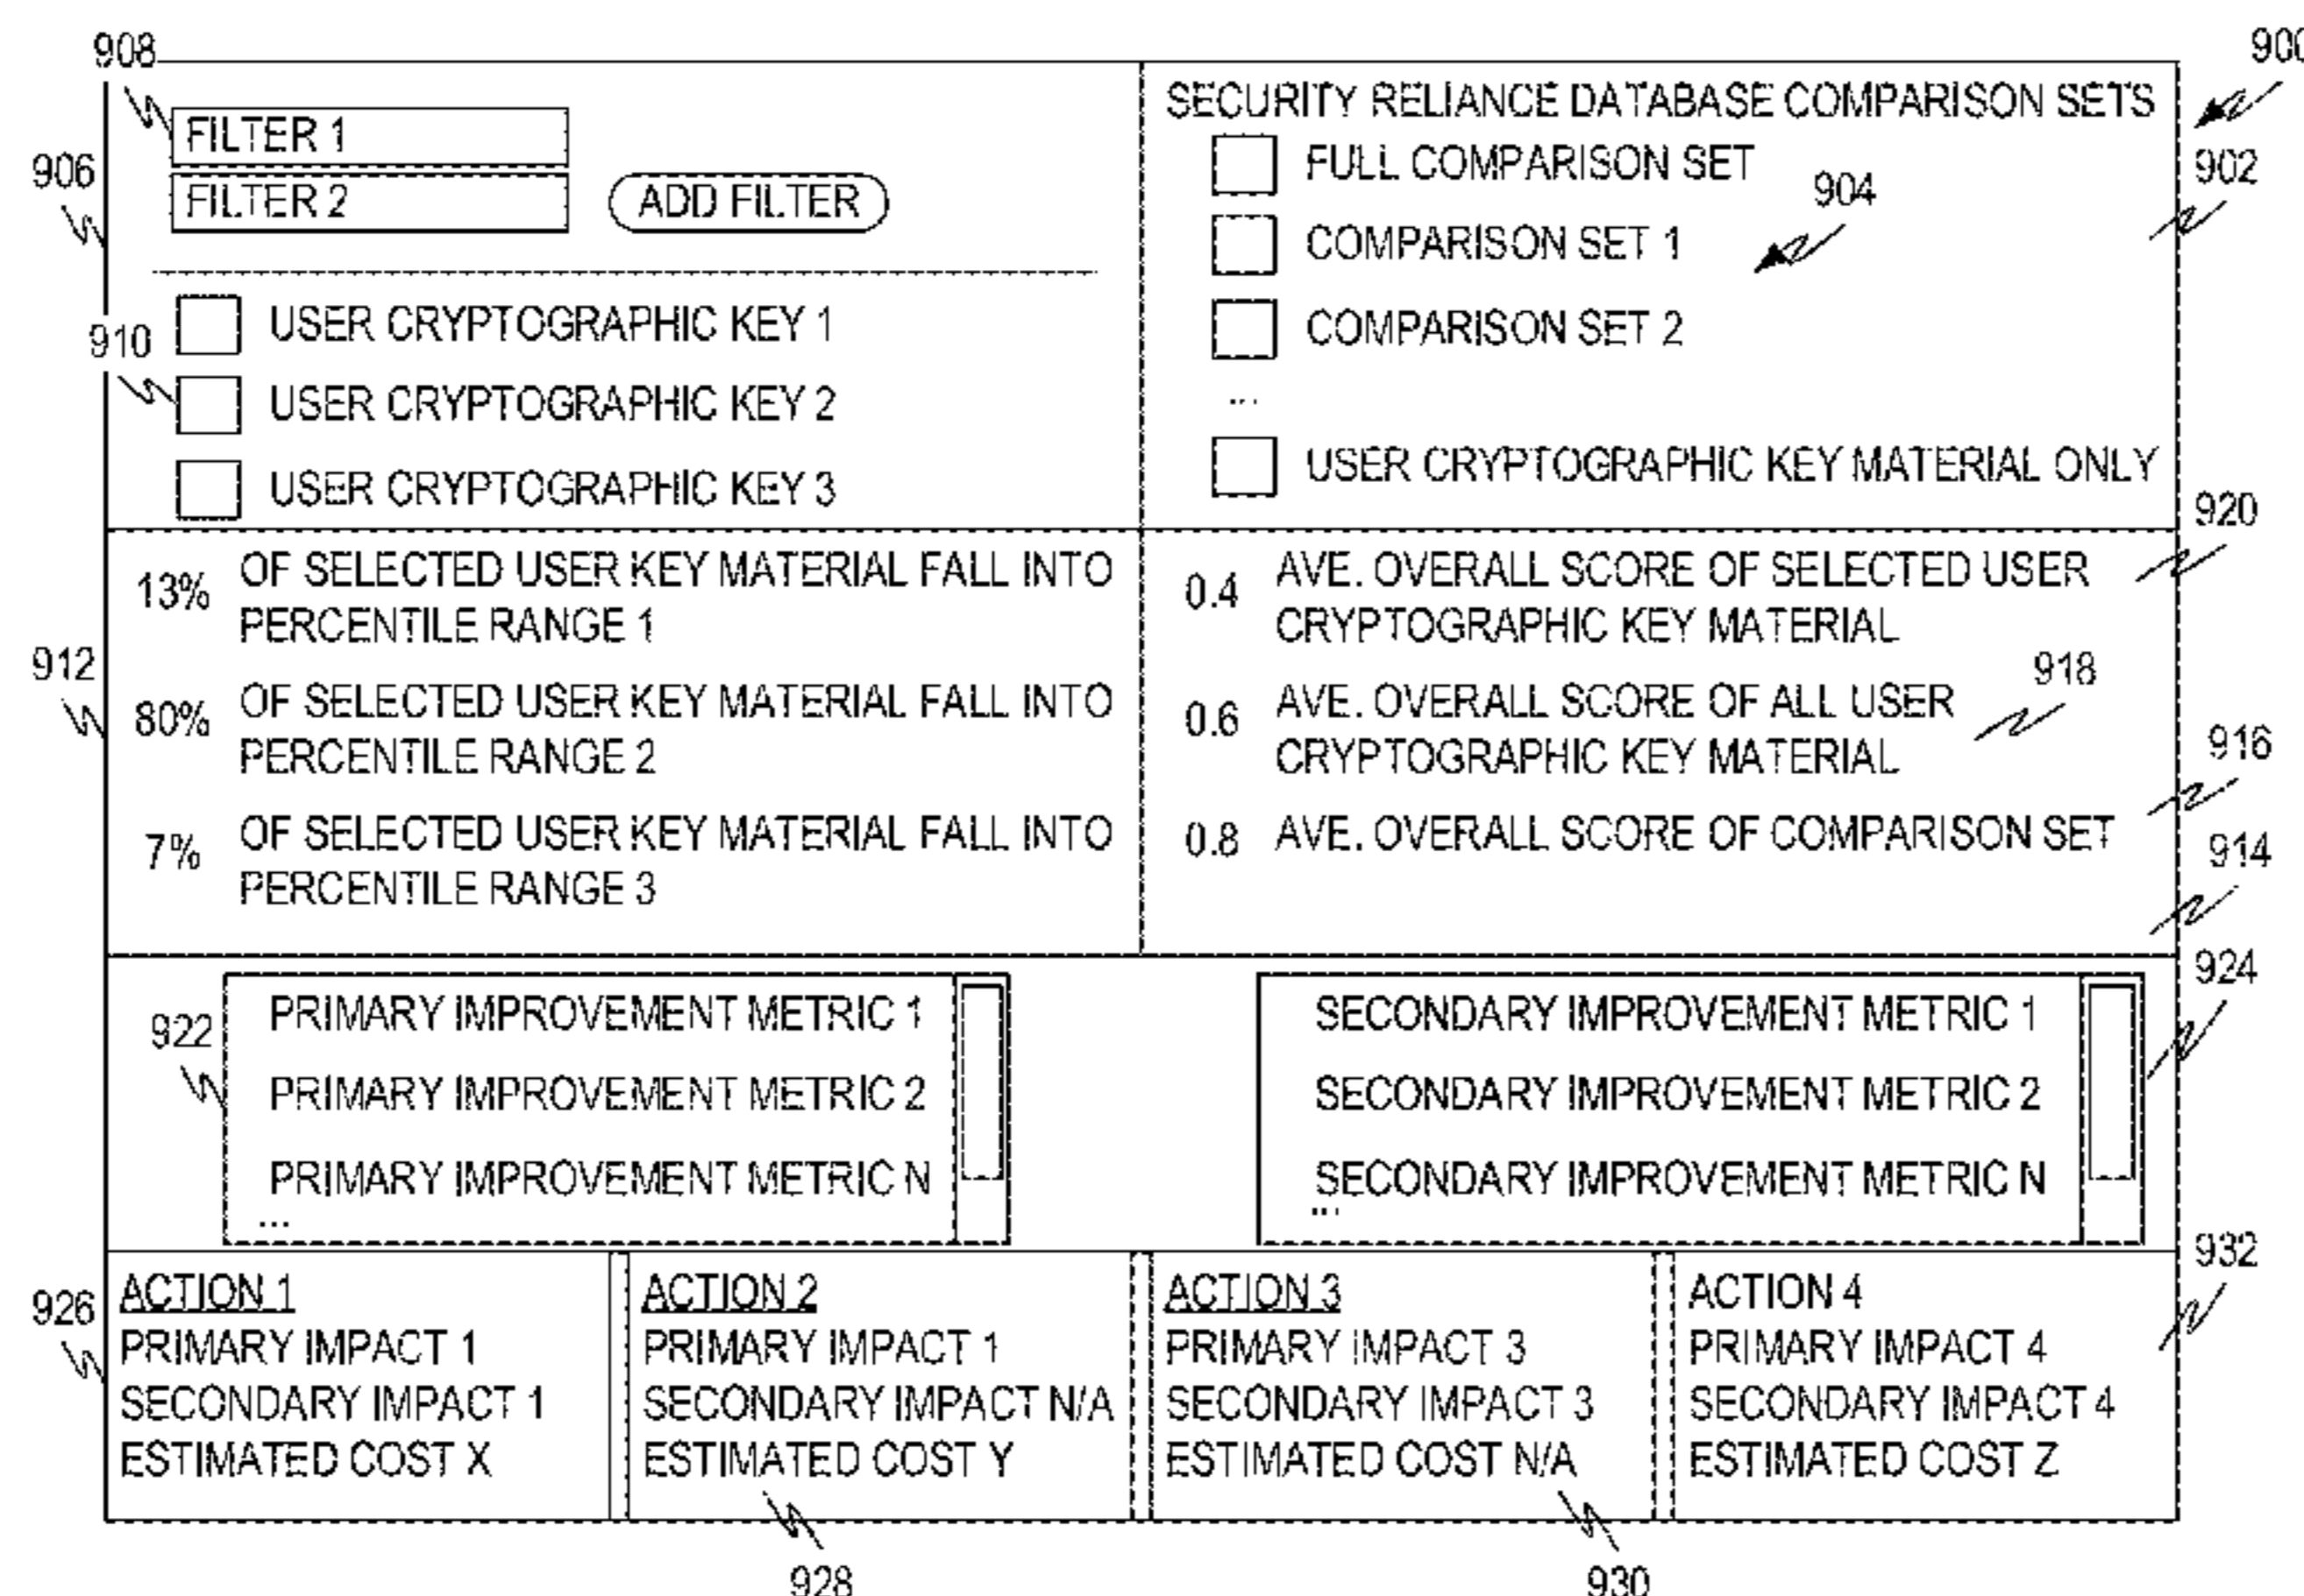 908
900
FILTER 1
FILTER 2
ADD FILTER
906
USER CRYPTOGRAPHIC KEY 1
910
USER CRYPTOGRAPHIC KEY 2
USER CRYPTOGRAPHIC KEY 3
SECURITY RELIANCE DATABASE COMPARISON SETS
FULL COMPARISON SET
902
904
COMPARISON SET 1
COMPARISON SET 2
...
USER CRYPTOGRAPHIC KEY MATERIAL ONLY
920
13% OF SELECTED USER KEY MATERIAL FALL INTO
PERCENTILE RANGE 1
912
80% OF SELECTED USER KEY MATERIAL FALL INTO
PERCENTILE RANGE 2
7% OF SELECTED USER KEY MATERIAL FALL INTO
PERCENTILE RANGE 3
0.4 AVE. OVERALL SCORE OF SELECTED USER
CRYPTOGRAPHIC KEY MATERIAL
918
0.6 AVE. OVERALL SCORE OF ALL USER
CRYPTOGRAPHIC KEY MATERIAL
916
0.8 AVE. OVERALL SCORE OF COMPARISON SET
914
922
PRIMARY IMPROVEMENT METRIC 1
PRIMARY IMPROVEMENT METRIC 2
PRIMARY IMPROVEMENT METRIC N
...
924
SECONDARY IMPROVEMENT METRIC 1
SECONDARY IMPROVEMENT METRIC 2
SECONDARY IMPROVEMENT METRIC N
...
926
ACTION 1
PRIMARY IMPACT 1
SECONDARY IMPACT 1
ESTIMATED COST X
ACTION 2
PRIMARY IMPACT 1
SECONDARY IMPACT N/A
ESTIMATED COST Y
928
ACTION 3
PRIMARY IMPACT 3
SECONDARY IMPACT 3
ESTIMATED COST N/A
930
932
ACTION 4
PRIMARY IMPACT 4
SECONDARY IMPACT 4
ESTIMATED COST Z